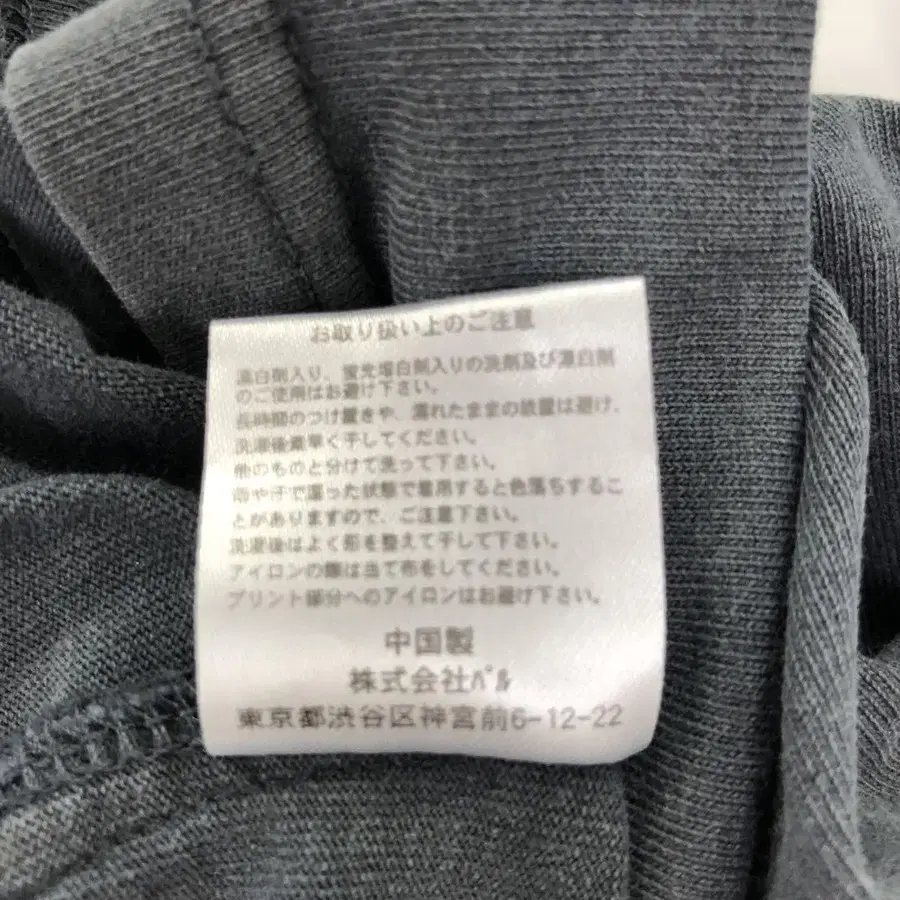 お取り扱い上のご注意
漂白剤入り、蛍光増白剤入りの洗剤及び漂白剤
のご使用はお避け下さい。
長時間のつけ置きや、濡れたままの放置は避け、
洗濯後素早く干してください。
他のものと分けて洗って下さい。
雨や汗で湿った状態で着用すると色落ちするこ
とがありますので、ご注意下さい。
洗濯後はよく形を整えて干して下さい。
アイロンの際は当て布をしてください。
プリント部分へのアイロンはお避け下さい。
中国製
株式会社パル
東京都渋谷区神宮前6-12-22